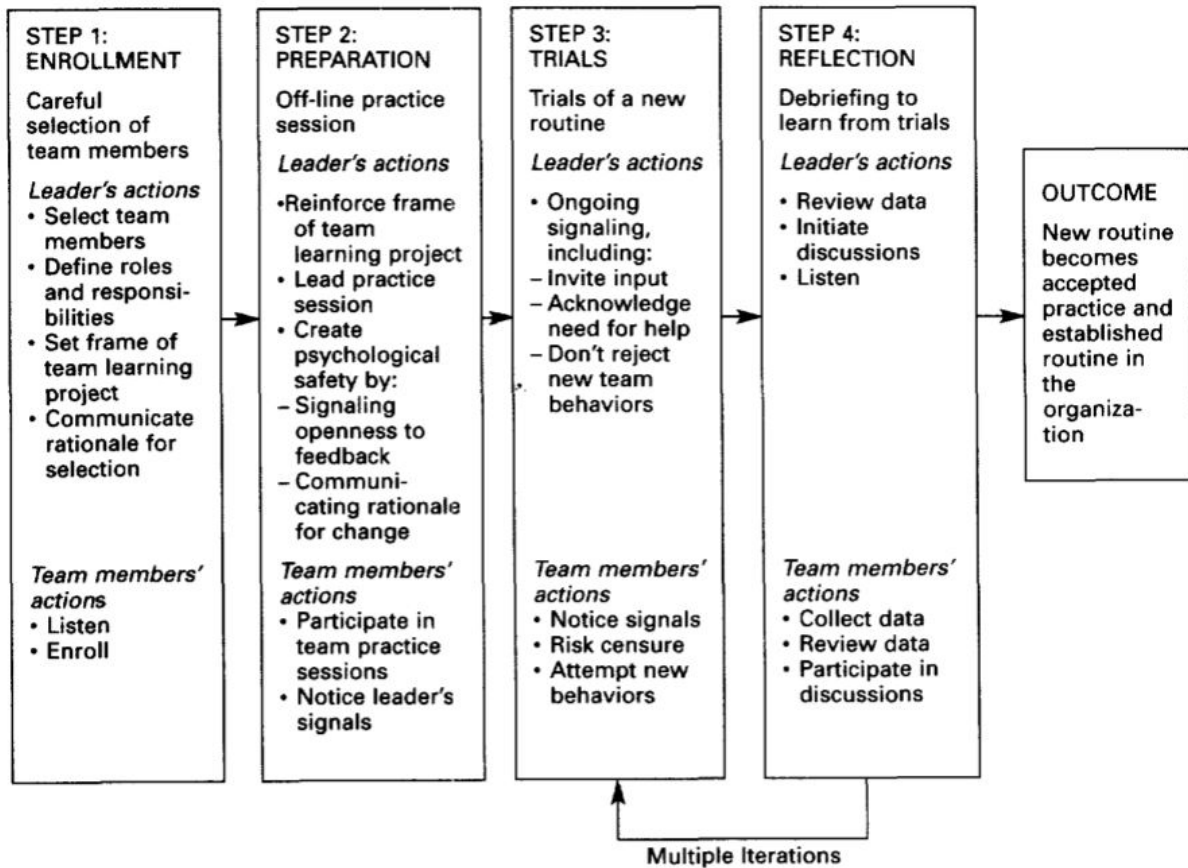 STEP 1:
ENROLLMENT
Careful
selection of
team members
Leader's actions
• Select team
members
• Define roles
and responsi-
bilities
• Set frame of
team learning
project
• Communicate
rationale for
selection
Team members'
actions
• Listen
• Enroll
STEP 2:
PREPARATION
Off-line practice
session
Leader's actions
•Reinforce frame
of team
learning project
• Lead practice
session
• Create
psychological
safety by:
– Signaling
openness to
feedback
– Communi-
cating rationale
for change
Team members'
actions
• Participate in
team practice
sessions
• Notice leader's
signals
STEP 3:
TRIALS
Trials of a new
routine
Leader's actions
• Ongoing
signaling,
including:
– Invite input
– Acknowledge
need for help
– Don't reject
new team
behaviors
Team members'
actions
• Notice signals
• Risk censure
• Attempt new
behaviors
STEP 4:
REFLECTION
Debriefing to
learn from trials
Leader's actions
• Review data
• Initiate
discussions
• Listen
Team members'
actions
• Collect data
• Review data
• Participate in
discussions
OUTCOME
New routine
becomes
accepted
practice and
established
routine in
the
organiza-
tion
Multiple Iterations